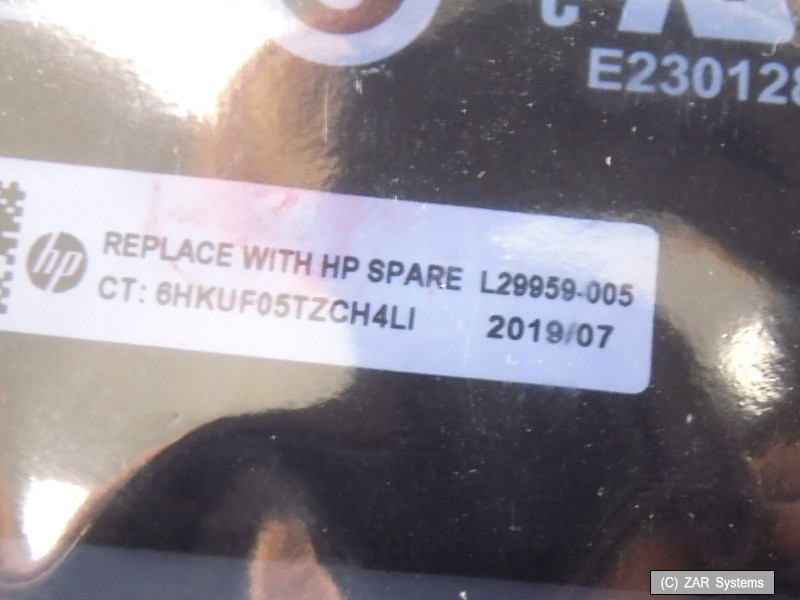 E230128
hp
REPLACE WITH HP SPARE L29959-005
CT: 6HKUF05TZCH4LI 2019/07
(C) ZAR Systems